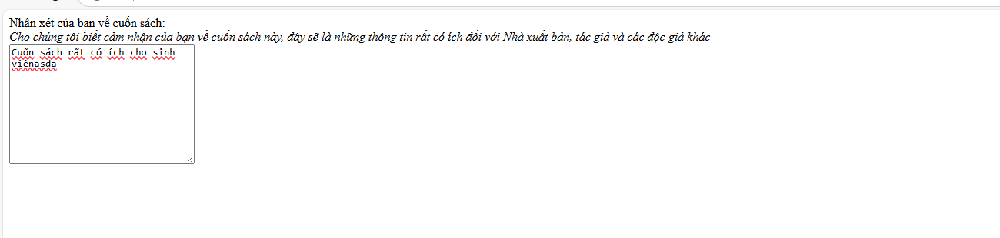 Nhận xét của bạn về cuốn sách:
Cho chúng tôi biết cảm nhận của bạn về cuốn sách này, đây sẽ là những thông tin rất có ích đối với Nhà xuất bản, tác giả và các độc giả khác
Cuốn sách rất có ích cho sinh
viênasda